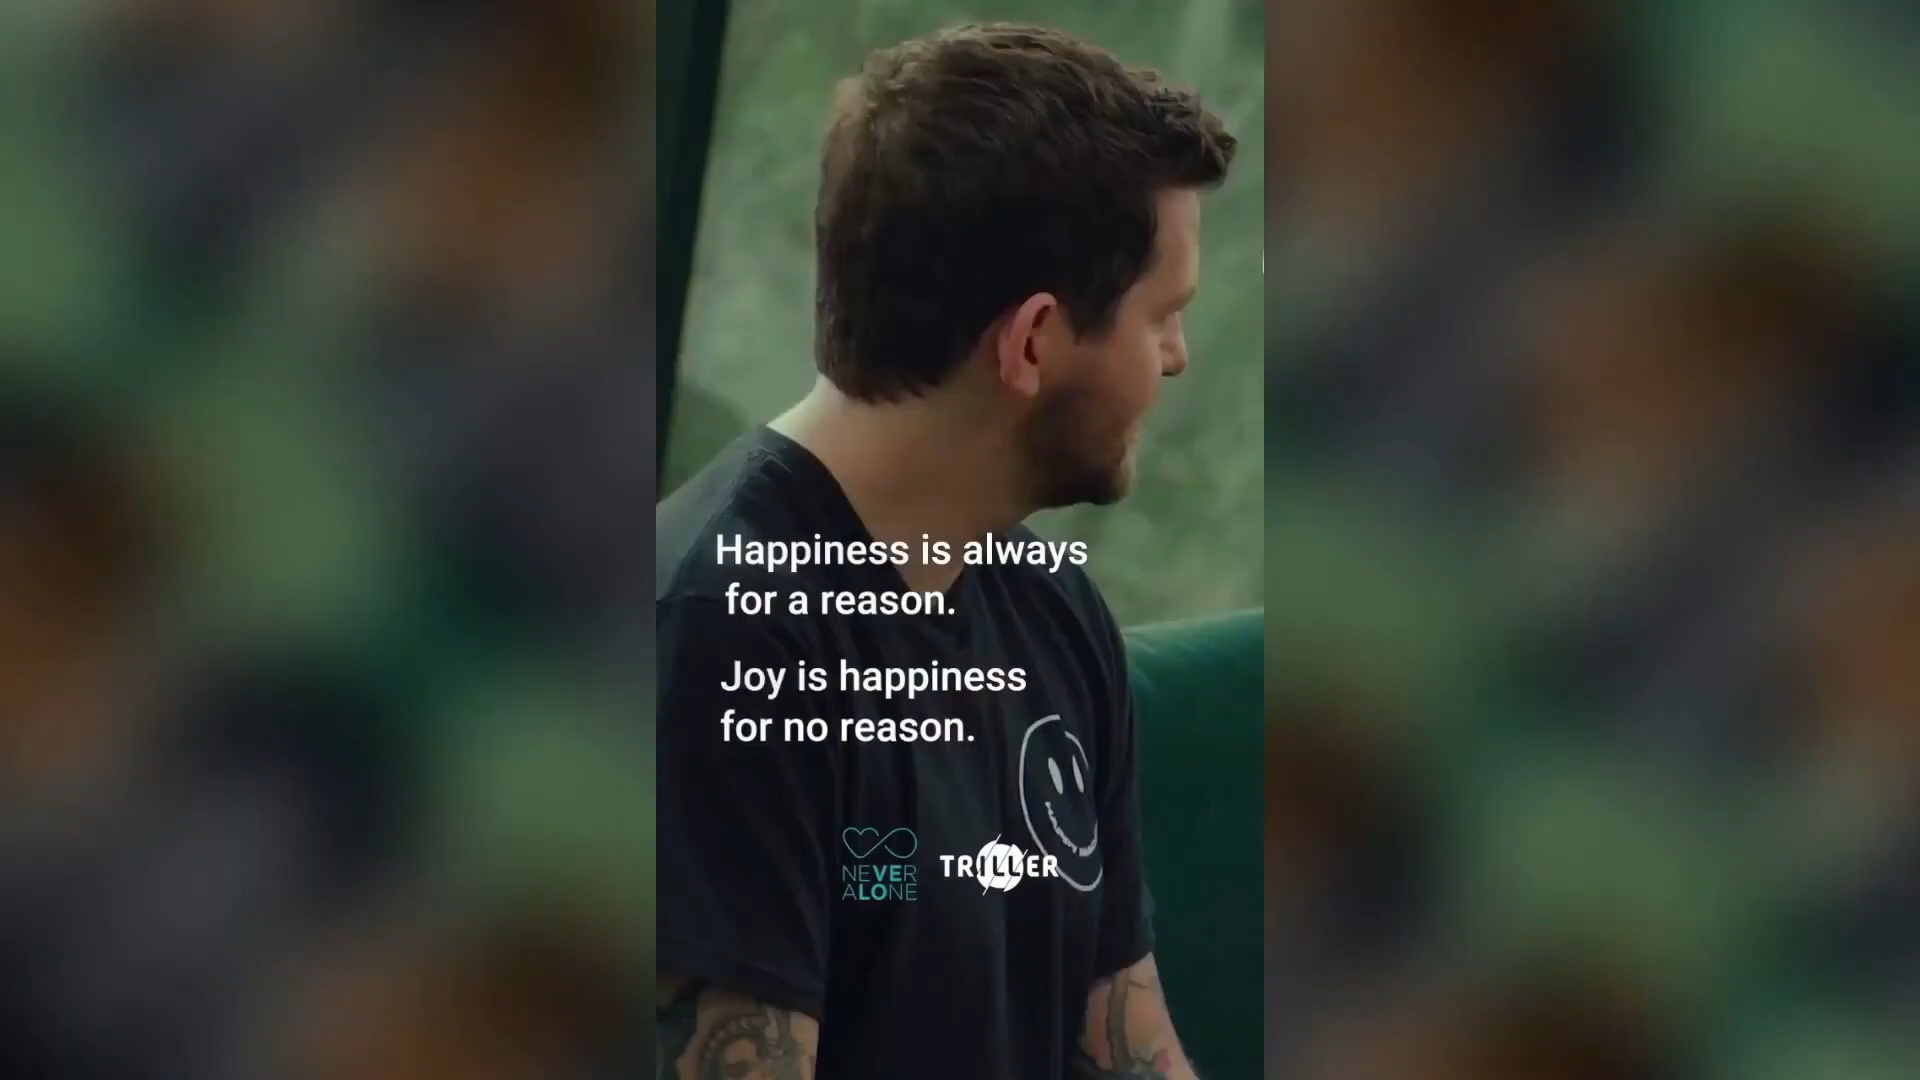 Happiness is always
for a reason.
Joy is happiness
for no reason.
NEVER
ALONE
TRILLER